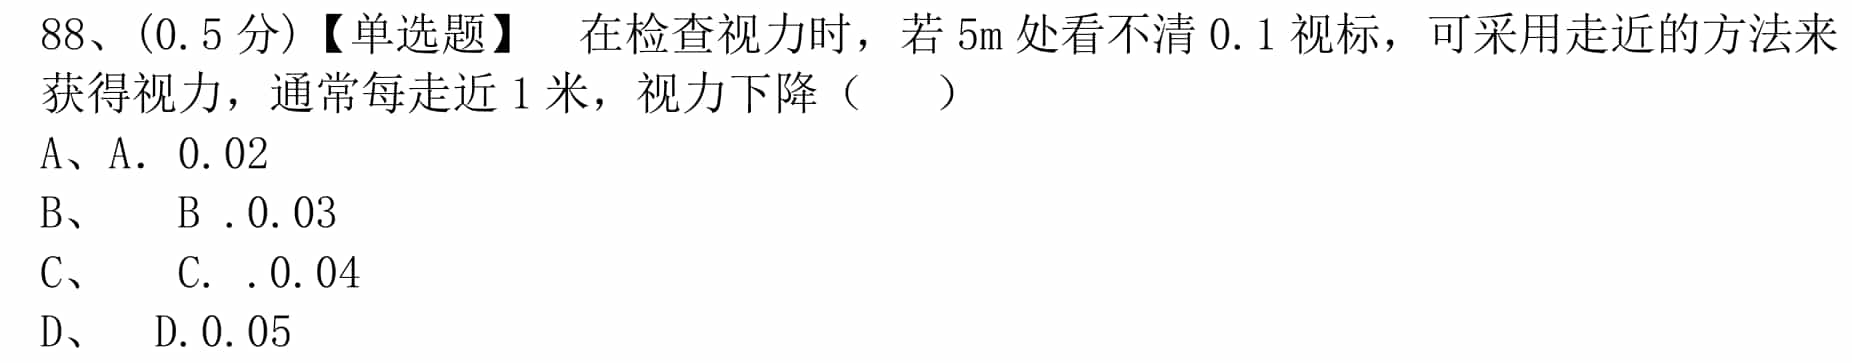 88、(0.5分)【单选题】 在检查视力时，若 5m 处看不清 0.1 视标，可采用走近的方法来
获得视力，通常每走近 1 米，视力下降（ ）
A、A. 0.02
B、 B .0.03
C、 C. .0.04
D、 D.0.05